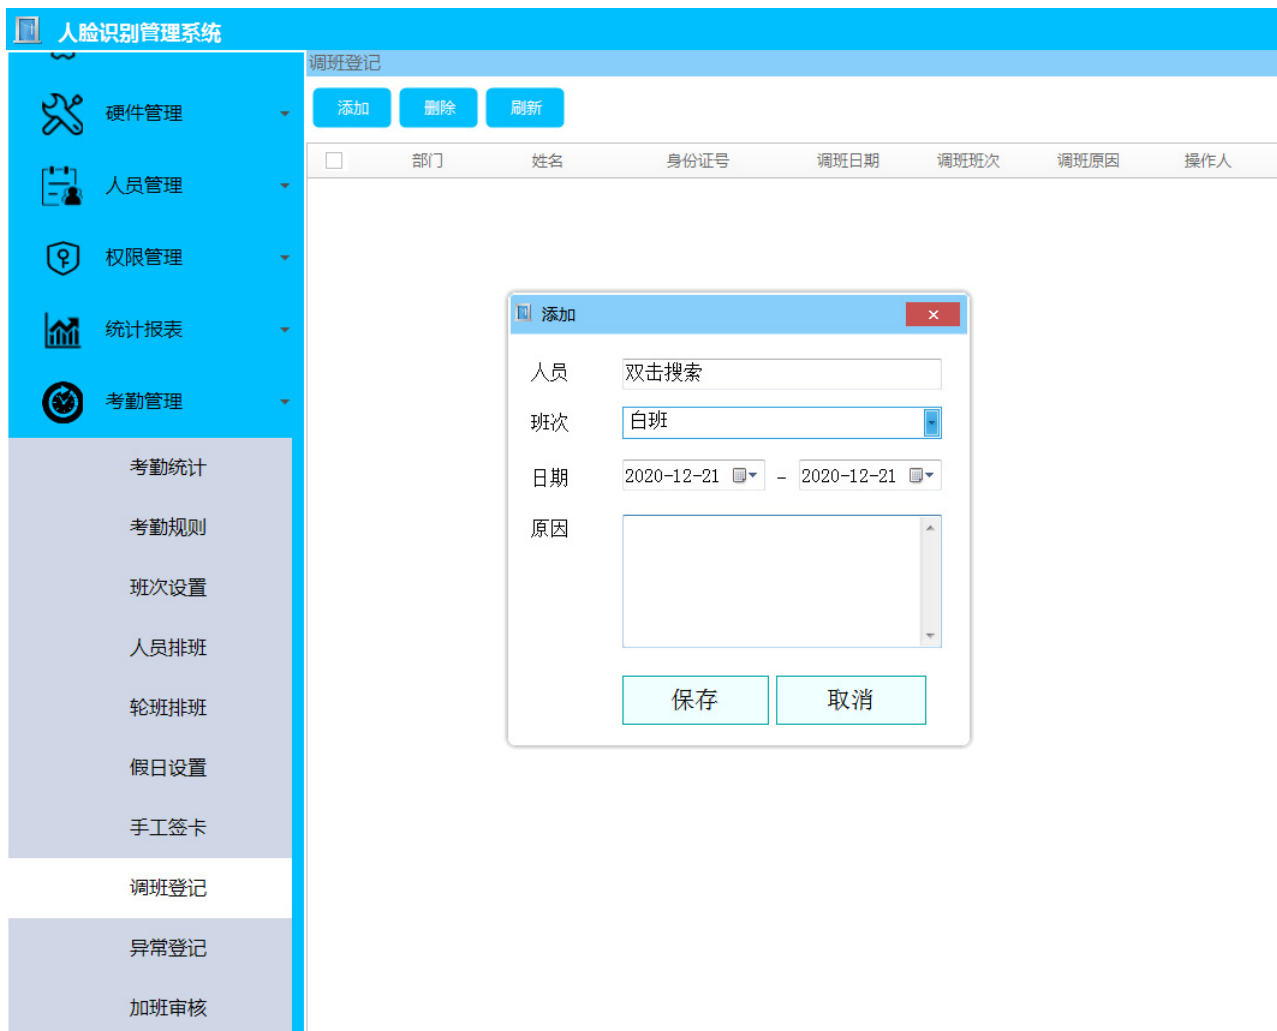 人脸识别管理系统
调班登记
硬件管理
添加 删除 刷新
部门 姓名 身份证号 调班日期 调班班次 调班原因 操作人
人员管理
权限管理
统计报表
考勤管理
考勤统计
考勤规则
班次设置
人员排班
轮班排班
假日设置
手工签卡
调班登记
异常登记
加班审核
添加
人员 双击搜索
班次 白班
日期 2020-12-21 - 2020-12-21
原因
保存 取消